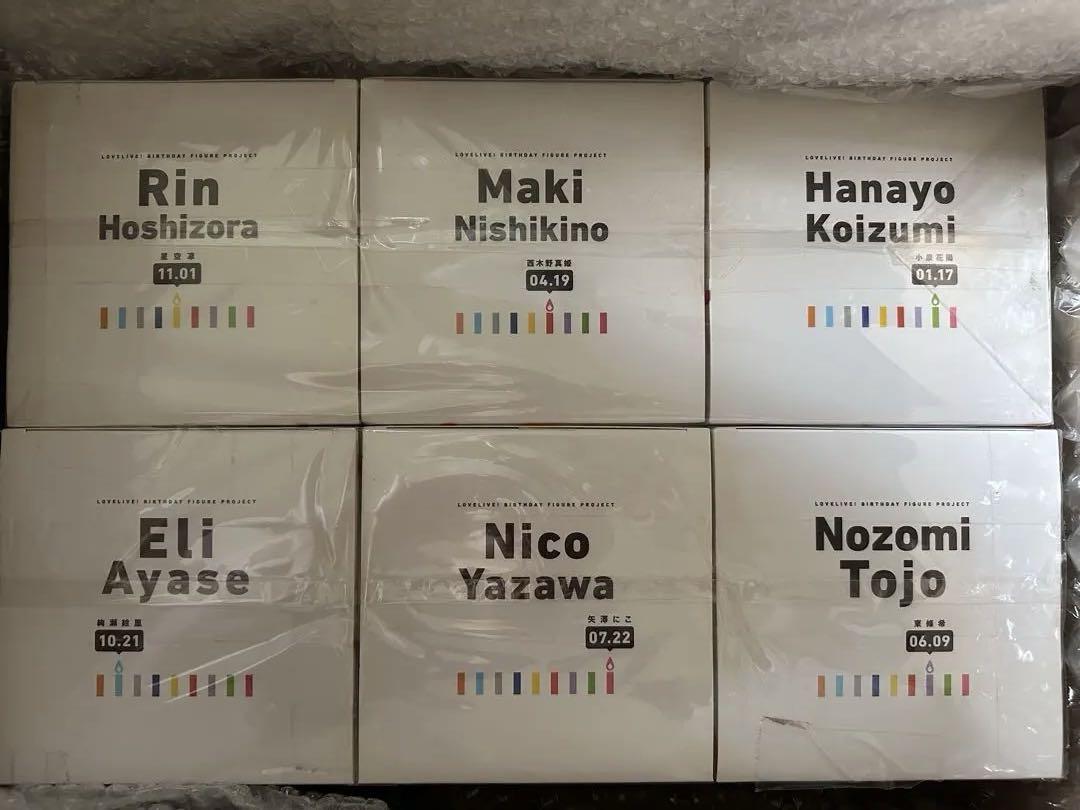 LOVELIVE! BIRTHDAY FIGURE PROJECT
Rin
Hoshizora
星空凛
11.01
LOVELIVE! BIRTHDAY FIGURE PROJECT
Maki
Nishikino
西木野真姫
04.19
LOVELIVE! BIRTHDAY FIGURE PROJECT
Hanayo
Koizumi
小泉花陽
01.17
LOVELIVE! BIRTHDAY FIGURE PROJECT
Eli
Ayase
絢瀬絵里
10.21
LOVELIVE! BIRTHDAY FIGURE PROJECT
Nico
Yazawa
矢澤にこ
07.22
LOVELIVE! BIRTHDAY FIGURE PROJECT
Nozomi
Tojo
東條希
06.09